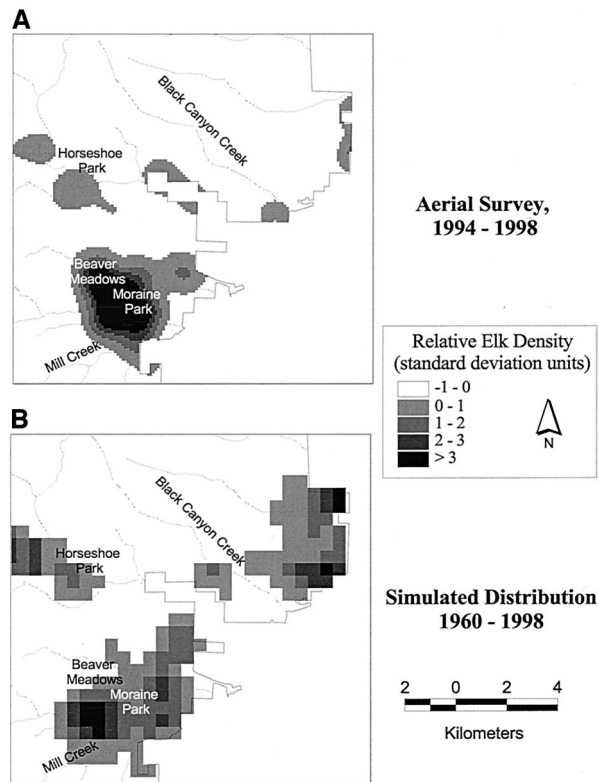 A
Black Canyon Creek
Horseshoe
Park
Beaver
Meadows
Moraine
Park
Mill Creek
Aerial Survey,
1994 - 1998
Relative Elk Density
(standard deviation units)
-1 - 0
0 - 1
1 - 2
2 - 3
> 3
N
B
Black Canyon Creek
Horseshoe
Park
Beaver
Meadows
Moraine
Park
Mill Creek
Simulated Distribution
1960 - 1998
2 0 2 4
Kilometers